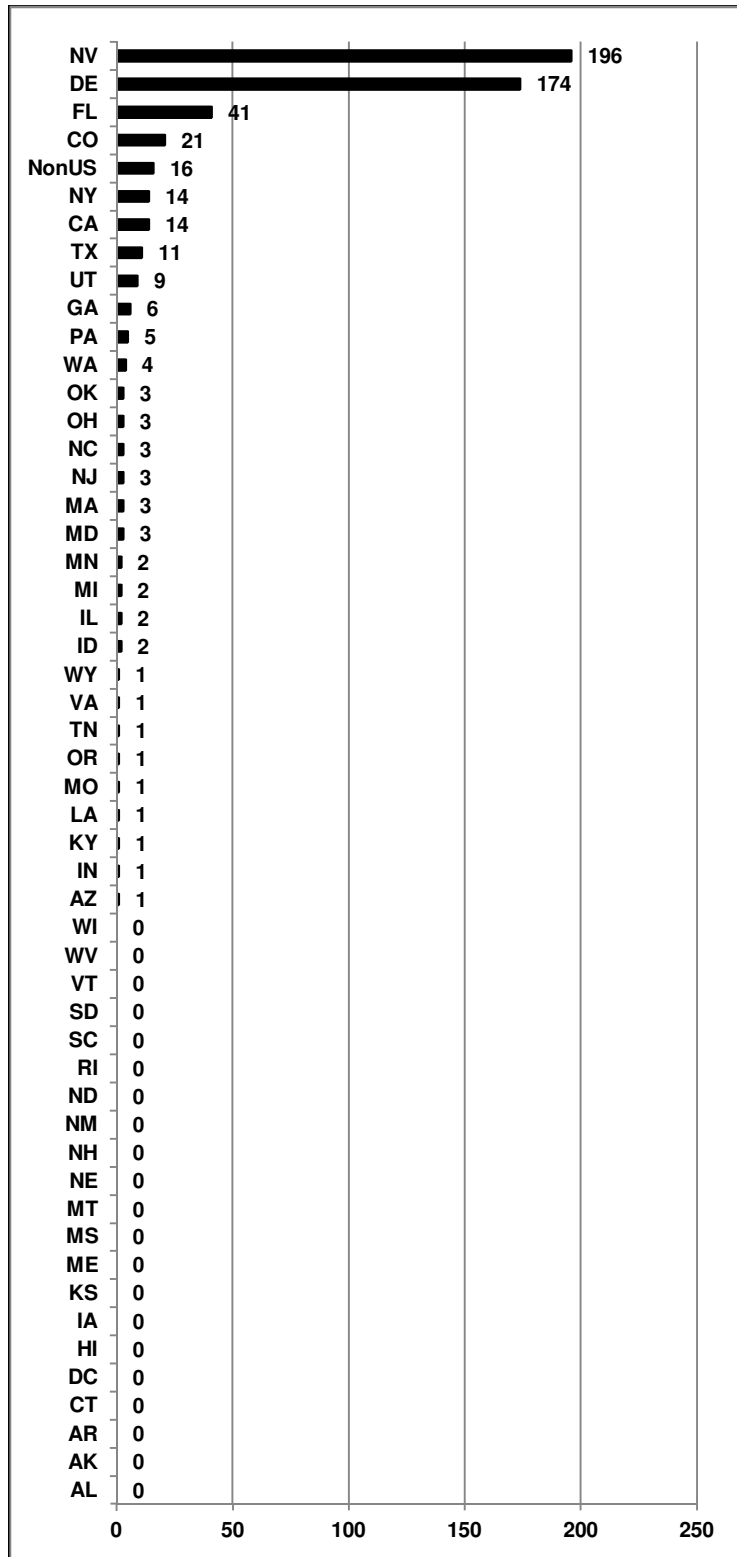 NV 196
DE 174
FL 41
CO 21
NonUS 16
NY 14
CA 14
TX 11
UT 9
GA 6
PA 5
WA 4
OK 3
OH 3
NC 3
NJ 3
MA 3
MD 3
MN 2
MI 2
IL 2
ID 2
WY 1
VA 1
TN 1
OR 1
MO 1
LA 1
KY 1
IN 1
AZ 1
WI 0
WV 0
VT 0
SD 0
SC 0
RI 0
ND 0
NM 0
NH 0
NE 0
MT 0
MS 0
ME 0
KS 0
IA 0
HI 0
DC 0
CT 0
AR 0
AK 0
AL 0
0 50 100 150 200 250